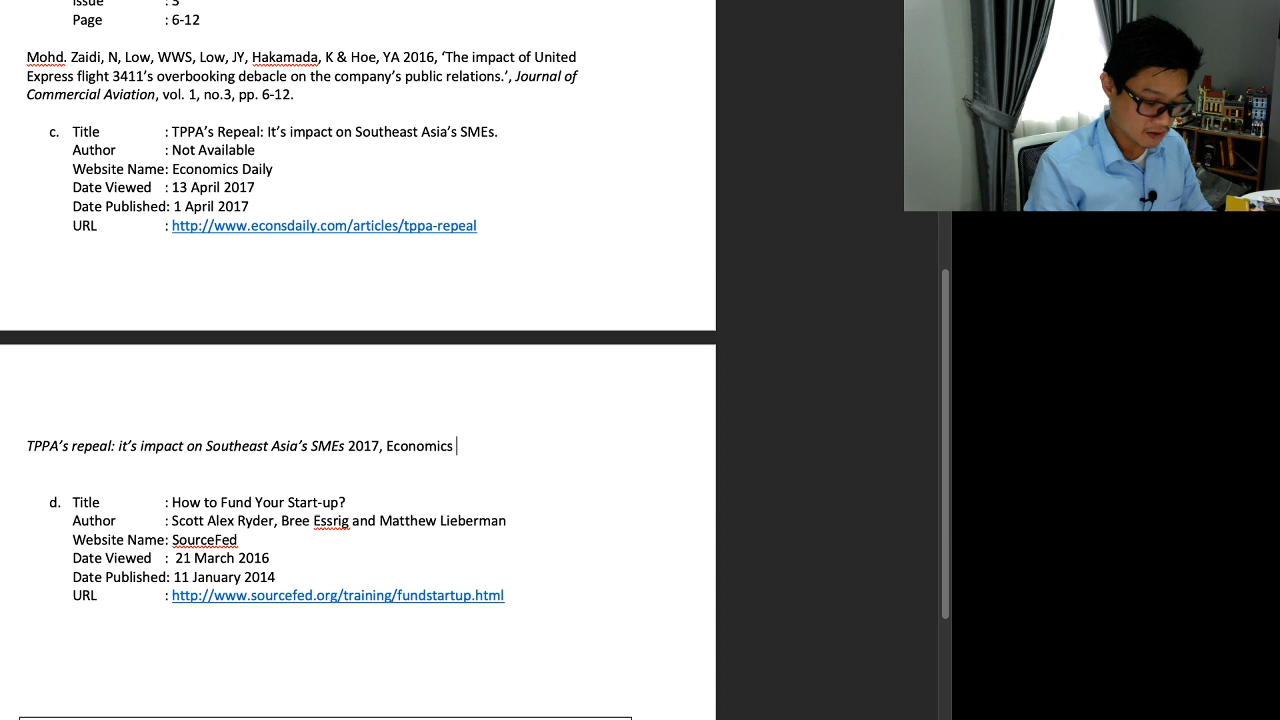 Issue : 3
Page : 6-12
Mohd. Zaidi, N, Low, WWS, Low, JY, Hakamada, K & Hoe, YA 2016, ‘The impact of United
Express flight 3411’s overbooking debacle on the company’s public relations.’, Journal of
Commercial Aviation, vol. 1, no.3, pp. 6-12.
c. Title : TPPA’s Repeal: It’s impact on Southeast Asia’s SMEs.
Author : Not Available
Website Name: Economics Daily
Date Viewed : 13 April 2017
Date Published: 1 April 2017
URL : http://www.econsdaily.com/articles/tppa-repeal
TPPA’s repeal: it’s impact on Southeast Asia’s SMEs 2017, Economics
d. Title : How to Fund Your Start-up?
Author : Scott Alex Ryder, Bree Essrig and Matthew Lieberman
Website Name: SourceFed
Date Viewed : 21 March 2016
Date Published: 11 January 2014
URL : http://www.sourcefed.org/training/fundstartup.html